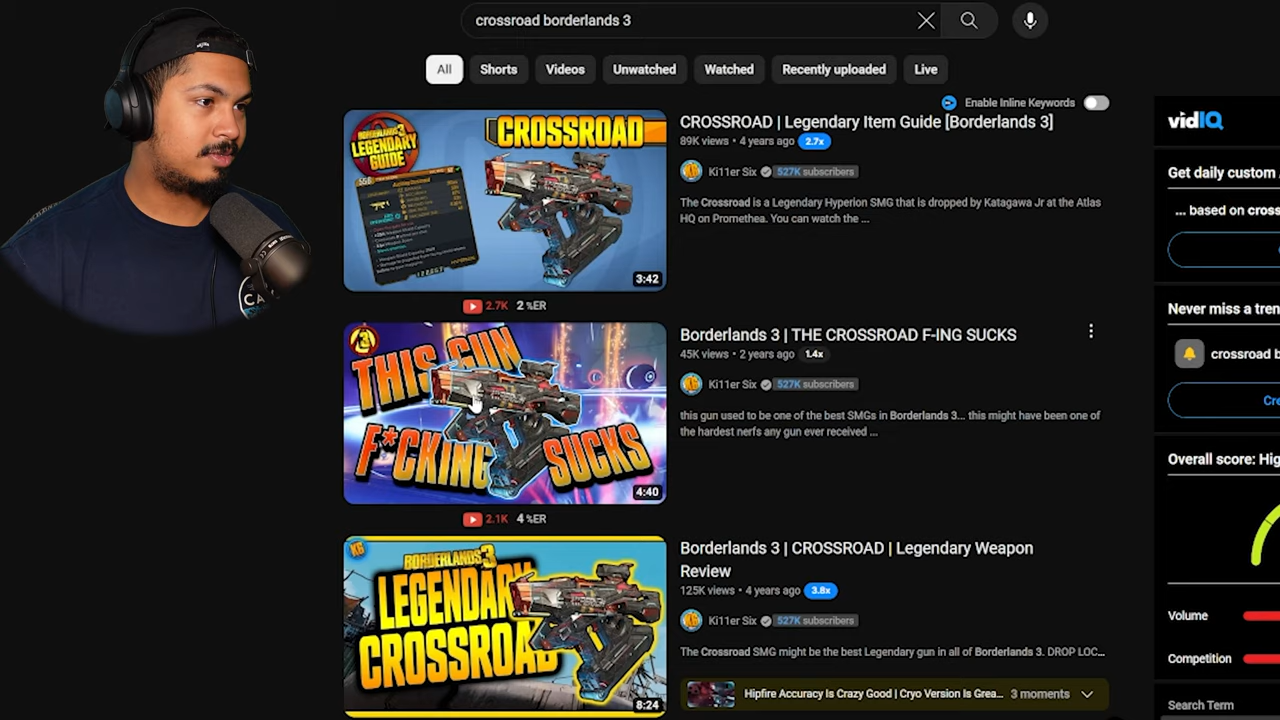 crossroad borderlands 3
All
Shorts
Videos
Unwatched
Watched
Recently uploaded
Live
Enable Inline Keywords
BORDERLANDS 3
LEGENDARY
GUIDE
CROSSROAD
3:42
CROSSROAD | Legendary Item Guide [Borderlands 3]
89K views • 4 years ago 2.7x
Ki11er Six 527K subscribers
The Crossroad is a Legendary Hyperion SMG that is dropped by Katagawa Jr at the Atlas
HQ on Promethea. You can watch the ...
2.7K 2 %ER
THIS GUN
F*CKING
SUCKS
4:40
Borderlands 3 | THE CROSSROAD F-ING SUCKS
45K views • 2 years ago 1.4x
Ki11er Six 527K subscribers
this gun used to be one of the best SMGs in Borderlands 3... this might have been one of
the hardest nerfs any gun ever received ...
2.1K 4 %ER
K6
BORDERLANDS 3
LEGENDARY
CROSSROAD
8:24
Borderlands 3 | CROSSROAD | Legendary Weapon
Review
125K views • 4 years ago 3.8x
Ki11er Six 527K subscribers
The Crossroad SMG might be the best Legendary gun in all of Borderlands 3. DROP LOC...
Hipfire Accuracy Is Crazy Good | Cryo Version Is Grea... 3 moments
vidIQ
Get daily custom
... based on cross
Never miss a tren
crossroad b
Cre
Overall score: Hig
Volume
Competition
Search Term
CA